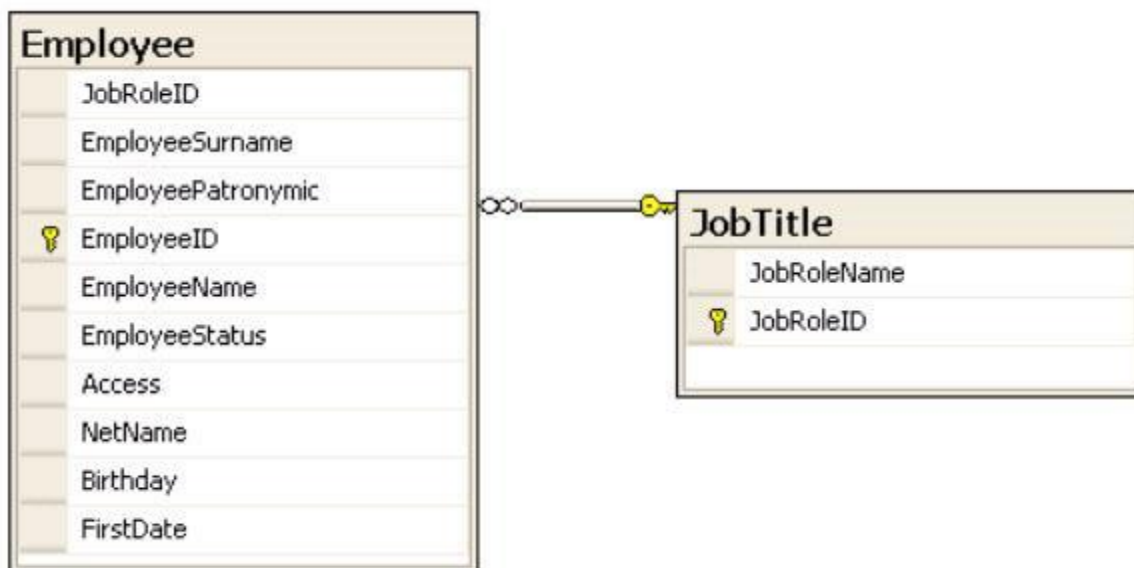 Employee
JobRoleID
EmployeeSurname
EmployeePatronymic
EmployeeID
EmployeeName
EmployeeStatus
Access
NetName
Birthday
FirstDate
JobTitle
JobRoleName
JobRoleID